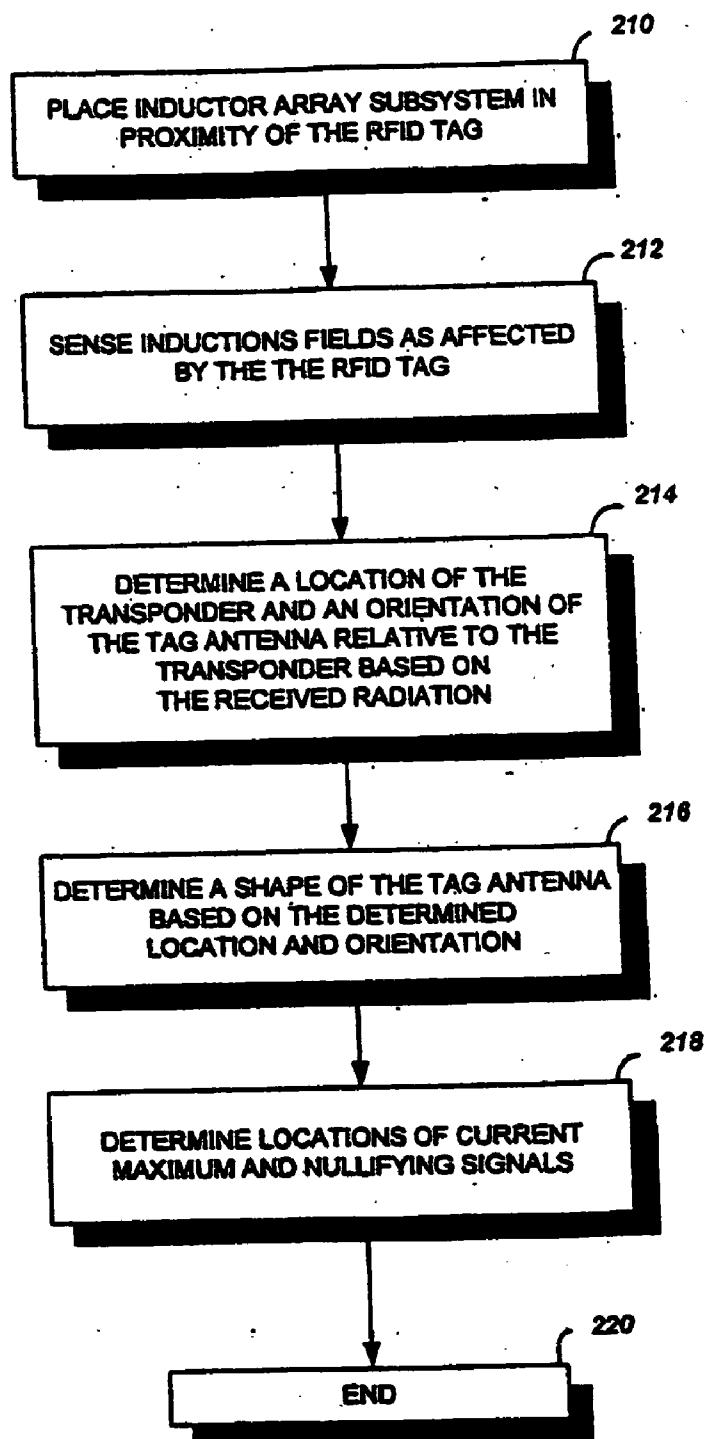 210
PLACE INDUCTOR ARRAY SUBSYSTEM IN
PROXIMITY OF THE RFID TAG
212
SENSE INDUCTIONS FIELDS AS AFFECTED
BY THE THE RFID TAG
214
DETERMINE A LOCATION OF THE
TRANSPONDER AND AN ORIENTATION OF
THE TAG ANTENNA RELATIVE TO THE
TRANSPONDER BASED ON
THE RECEIVED RADIATION
216
DETERMINE A SHAPE OF THE TAG ANTENNA
BASED ON THE DETERMINED
LOCATION AND ORIENTATION
218
DETERMINE LOCATIONS OF CURRENT
MAXIMUM AND NULLIFYING SIGNALS
220
END